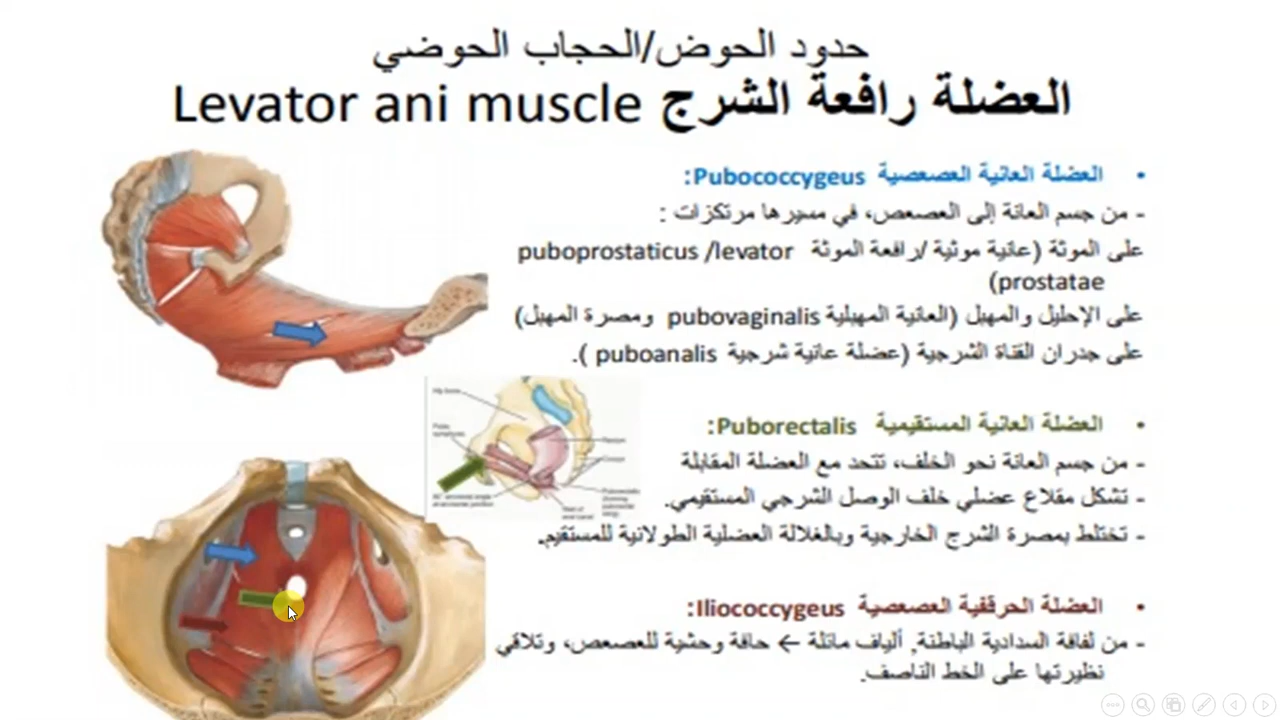 حدود الحوض/الحجاب الحوضي
العضلة رافعة الشرج Levator ani muscle
• العضلة العانية العصعصية Pubococcygeus:
- من جسم العانة إلى العصعص، في مسيرها مرتكزات :
على الموثة (عانية موثية /رافعة الموثة puboprostaticus /levator
prostatae)
على الإحليل والمهبل (العانية المهبلية pubovaginalis ومصرة المهبل)
على جدران القناة الشرجية (عضلة عانية شرجية puboanalis ).
• العضلة العانية المستقيمية Puborectalis:
- من جسم العانة نحو الخلف، تتحد مع العضلة المقابلة
- تشكل مقلاع عضلي خلف الوصل الشرجي المستقيمي.
- تختلط بمصرة الشرج الخارجية وبالغلالة العضلية الطولانية للمستقيم.
• العضلة الحرقفية العصعصية Iliococcygeus:
- من لفافة السدادية الباطنة, ألياف مائلة ← حافة وحشية للعصعص، وتلاقي
نظيرتها على الخط الناصف.
Hip bone